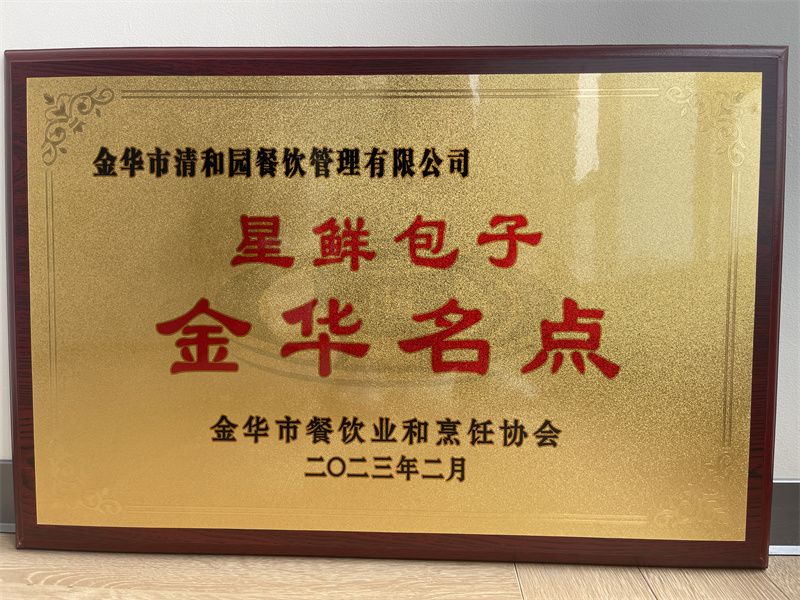 金华市清和园餐饮管理有限公司
星鲜包子
金华名点
金华市餐饮业和烹饪协会
二〇二三年二月